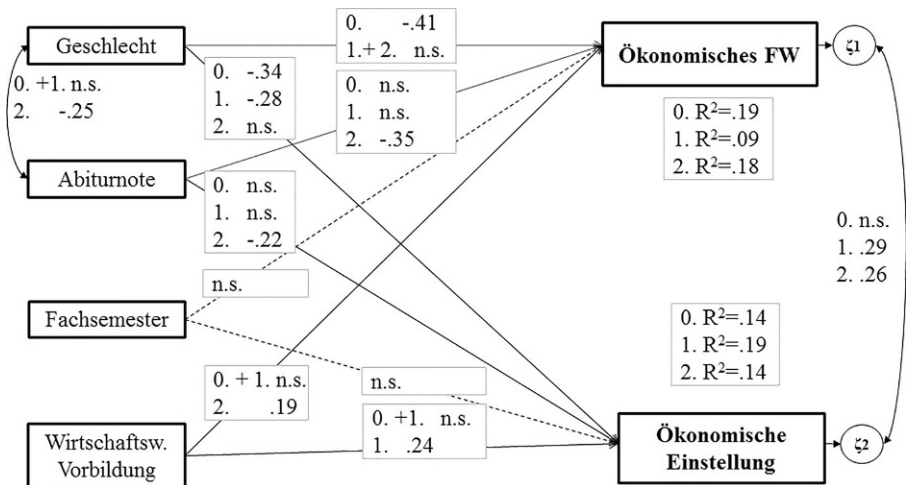 Geschlecht
0. -.41
1.+ 2. n.s.
Ökonomisches FW
ζ1
0. +1. n.s.
2. -.25
0. -.34
1. -.28
2. n.s.
0. n.s.
1. n.s.
2. -.35
0. R²=.19
1. R²=.09
2. R²=.18
Abiturnote
0. n.s.
1. n.s.
2. -.22
0. n.s.
1. .29
2. .26
n.s.
Fachsemester
0. R²=.14
1. R²=.19
2. R²=.14
0. + 1. n.s.
2. .19
n.s.
0. +1. n.s.
1. .24
Wirtschaftsw.
Vorbildung
Ökonomische
Einstellung
ζ2